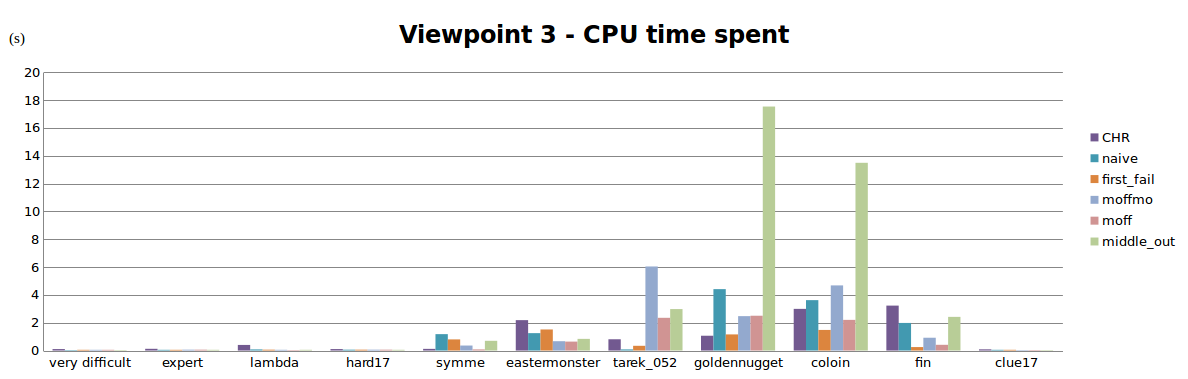 Viewpoint 3 - CPU time spent
(s)
20
18
16
14
12
10
8
6
4
2
0
very difficult
expert
lambda
hard17
symme
eastermonster
tarek_052
goldennugget
coloin
fin
clue17
CHR
naive
first_fail
moffmo
moff
middle_out